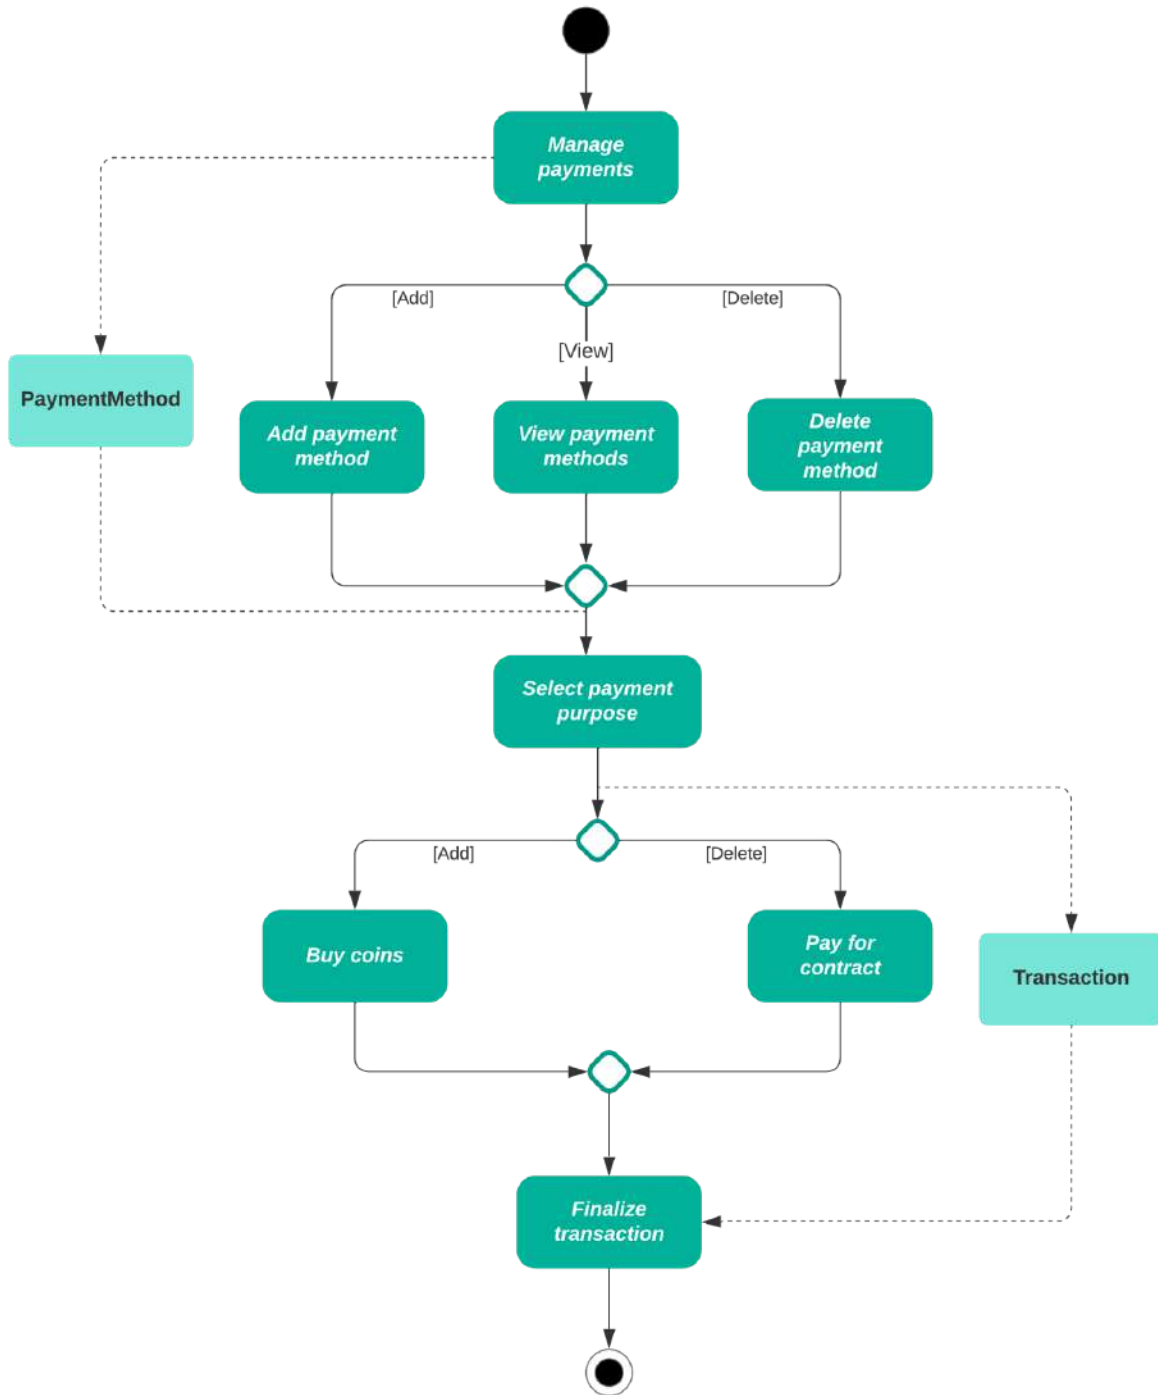 Manage
payments
[Add]
[Delete]
[View]
PaymentMethod
Add payment
method
View payment
methods
Delete
payment
method
Select payment
purpose
[Add]
[Delete]
Buy coins
Pay for
contract
Transaction
Finalize
transaction